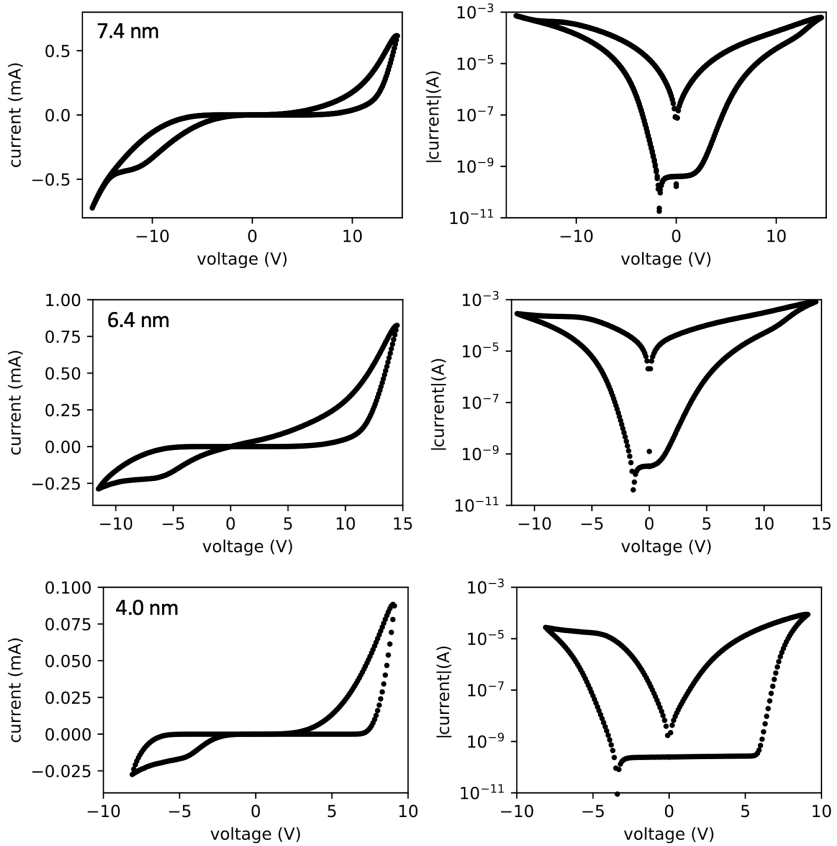 7.4 nm
0.5
0.0
−0.5
current (mA)
−10 0 10
voltage (V)
10−3
10−5
10−7
10−9
10−11
|current|(A)
−10 0 10
voltage (V)
6.4 nm
1.00
0.75
0.50
0.25
0.00
−0.25
current (mA)
−10 −5 0 5 10 15
voltage (V)
10−3
10−5
10−7
10−9
10−11
|current|(A)
−10 −5 0 5 10 15
voltage (V)
4.0 nm
0.100
0.075
0.050
0.025
0.000
−0.025
current (mA)
−10 −5 0 5 10
voltage (V)
10−3
10−5
10−7
10−9
10−11
|current|(A)
−10 −5 0 5 10
voltage (V)